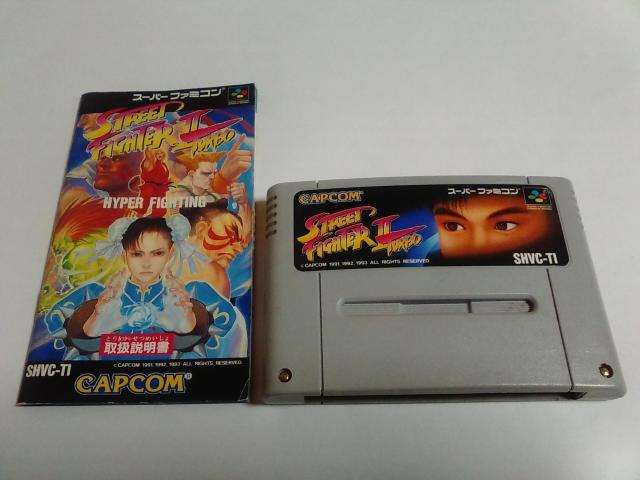 スーパーファミコン
STREET
FIGHTER II
TURBO
HYPER FIGHTING
とりあつかいせつめいしょ
取扱説明書
SHVC-TI
© CAPCOM 1991, 1992, 1993 ALL RIGHTS RESERVED.
CAPCOM®
CAPCOM
スーパーファミコン
STREET
FIGHTER II
TURBO
SHVC-TI
© CAPCOM 1991, 1992, 1993 ALL RIGHTS RESERVED.